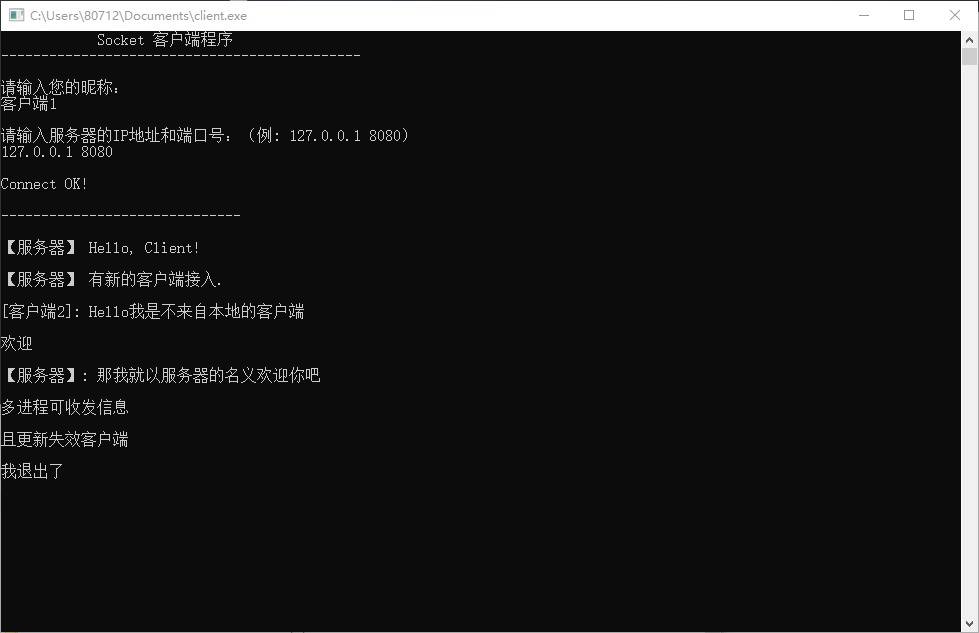 C:\Users\80712\Documents\client.exe
Socket 客户端程序
---------------------------------------------
请输入您的昵称：
客户端1
请输入服务器的IP地址和端口号：（例：127.0.0.1 8080）
127.0.0.1 8080
Connect OK!
------------------------------
【服务器】 Hello, Client!
【服务器】 有新的客户端接入.
[客户端2]: Hello我是不来自本地的客户端
欢迎
【服务器】: 那我就以服务器的名义欢迎你吧
多进程可收发信息
且更新失效客户端
我退出了